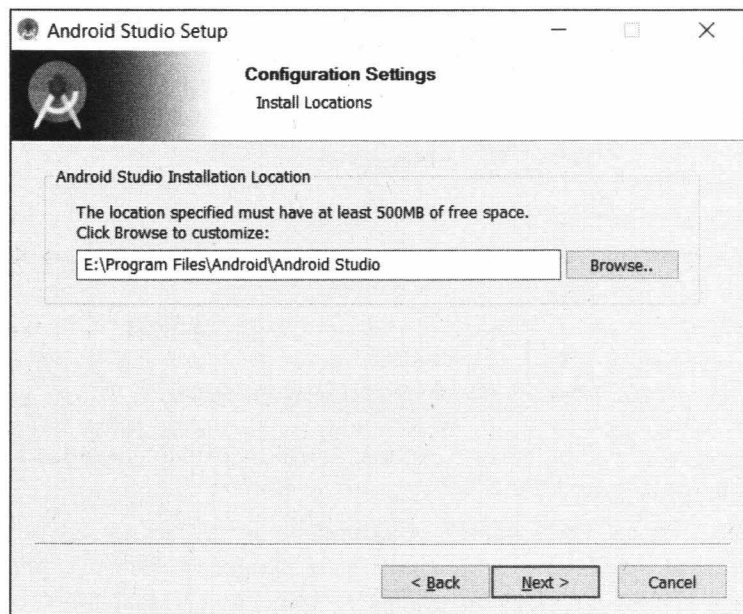 Android Studio Setup
Configuration Settings
Install Locations
Android Studio Installation Location
The location specified must have at least 500MB of free space.
Click Browse to customize:
E:\Program Files\Android\Android Studio
Browse..
< Back
Next >
Cancel